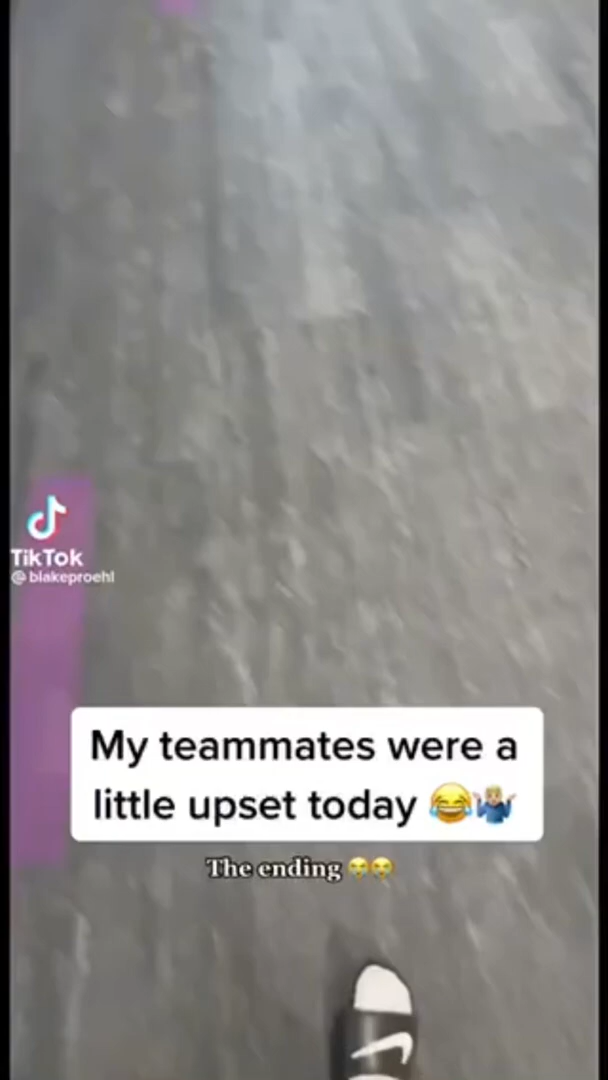 TikTok
@blakeproehl
My teammates were a
little upset today 😂🤷🏼‍♂️
The ending 😭😭